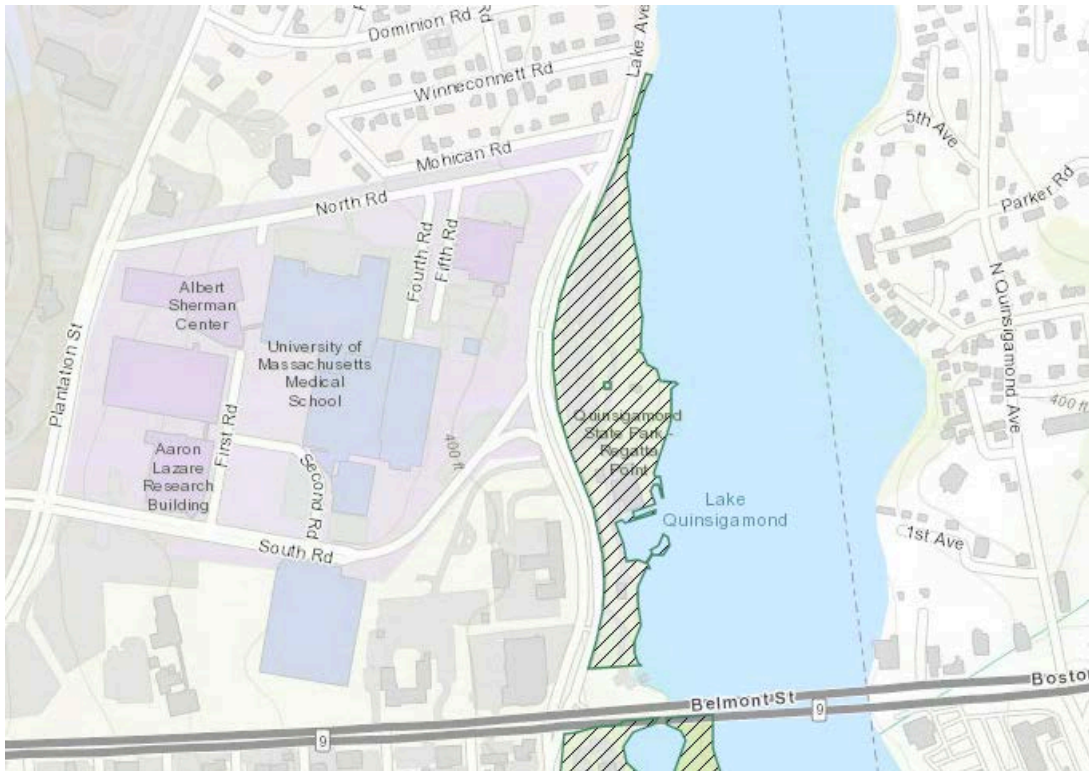 Dominion Rd
Rd
Lake Ave
Winneconnett Rd
Mohican Rd
5th Ave
Parker Rd
North Rd
Fourth Rd
Fifth Rd
N Quinsigamond Ave
Albert
Sherman
Center
University of
Massachusetts
Medical
School
Plantation St
First Rd
400 ft
400 ft
Quinsigamond
State Park -
Regatta
Point
Aaron
Lazare
Research
Building
Second Rd
Lake
Quinsigamond
1st Ave
South Rd
Belmont St
Bosto
9
9